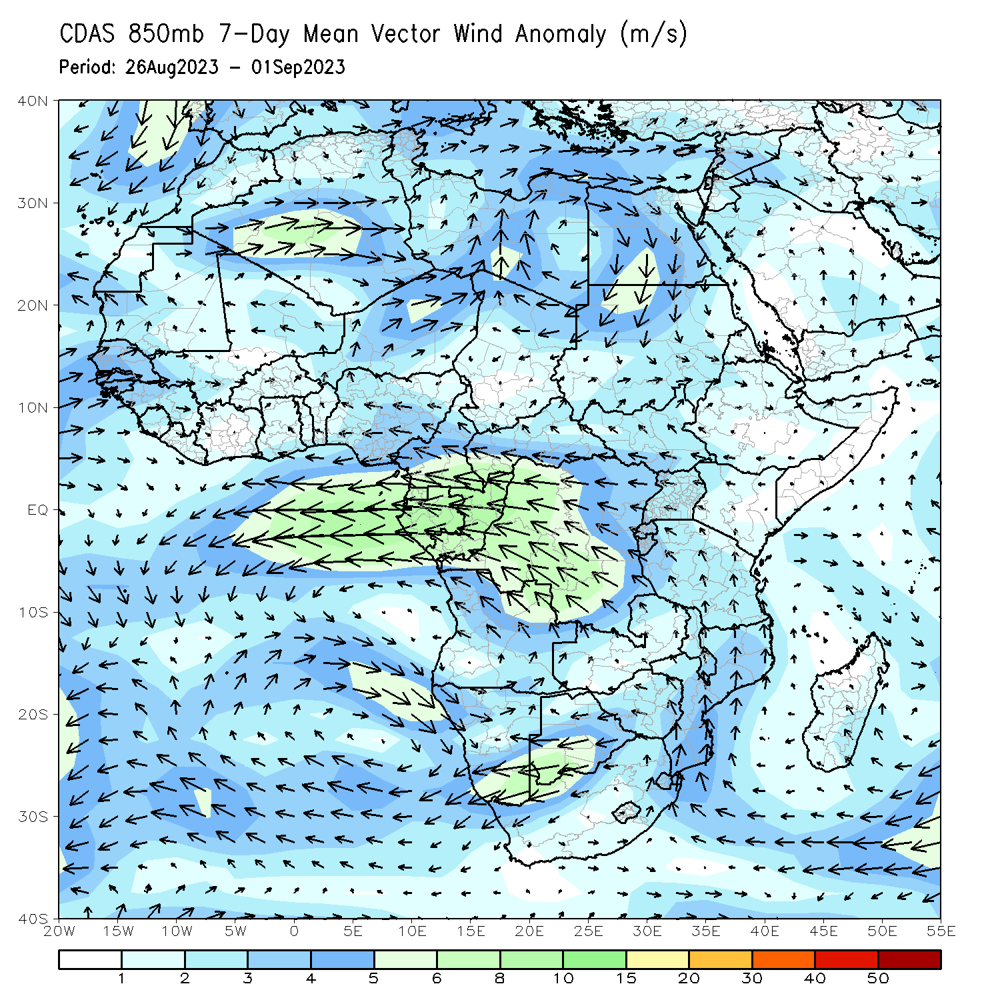 CDAS 850mb 7-Day Mean Vector Wind Anomaly (m/s)
Period: 26Aug2023 - 01Sep2023
40N
30N
20N
10N
EQ
10S
20S
30S
40S
20W 15W 10W 5W 0 5E 10E 15E 20E 25E 30E 35E 40E 45E 50E 55E
1 2 3 4 5 6 8 10 15 20 30 40 50